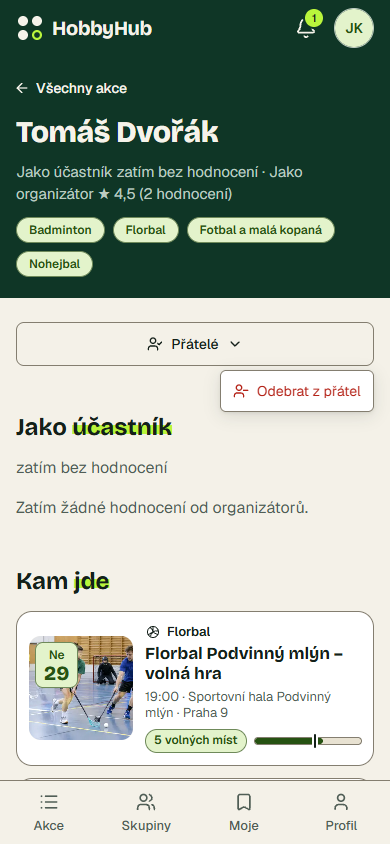 HobbyHub
1
JK
← Všechny akce
Tomáš Dvořák
Jako účastník zatím bez hodnocení · Jako
organizátor ★ 4,5 (2 hodnocení)
Badminton
Florbal
Fotbal a malá kopaná
Nohejbal
Přátelé
Odebrat z přátel
Jako účastník
zatím bez hodnocení
Zatím žádné hodnocení od organizátorů.
Kam jde
Ne
29
Florbal
Florbal Podvinný mlýn –
volná hra
19:00 · Sportovní hala Podvinný
mlýn · Praha 9
5 volných míst
Akce
Skupiny
Moje
Profil